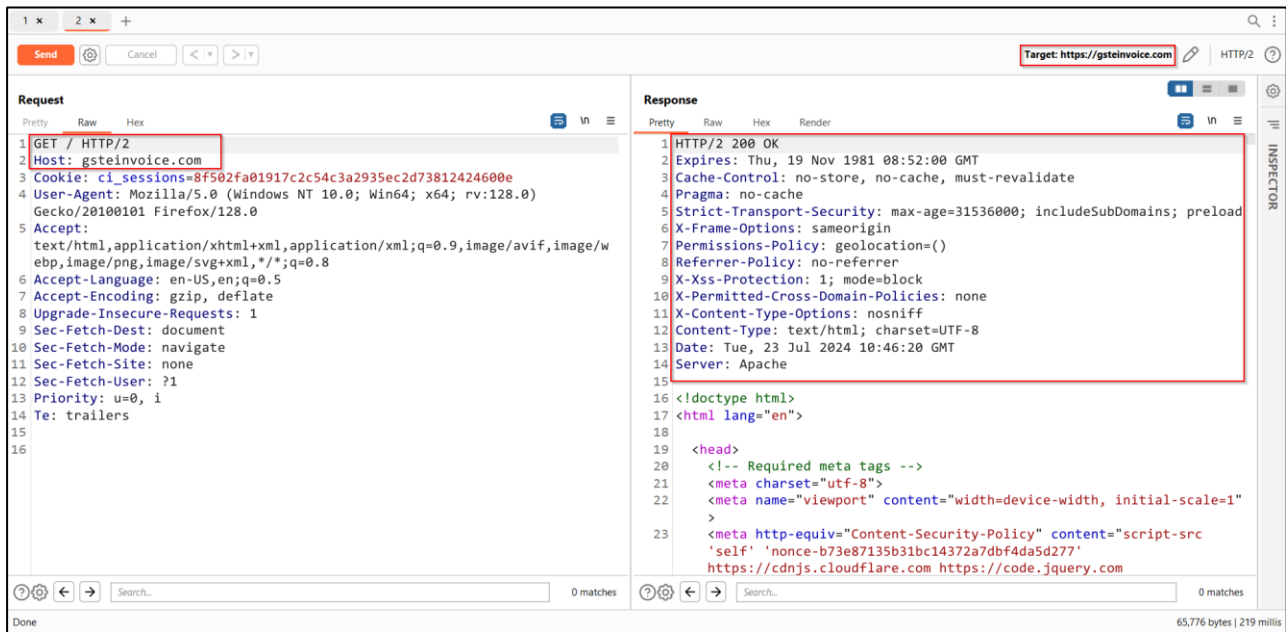 1 × 2 × +
Send Cancel < > Target: https://gsteinvoice.com HTTP/2
Request
Pretty Raw Hex \n
1 GET / HTTP/2
2 Host: gsteinvoice.com
3 Cookie: ci_sessions=8f502fa01917c2c54c3a2935ec2d73812424600e
4 User-Agent: Mozilla/5.0 (Windows NT 10.0; Win64; x64; rv:128.0)
Gecko/20100101 Firefox/128.0
5 Accept:
text/html,application/xhtml+xml,application/xml;q=0.9,image/avif,image/w
ebp,image/png,image/svg+xml,*/*;q=0.8
6 Accept-Language: en-US,en;q=0.5
7 Accept-Encoding: gzip, deflate
8 Upgrade-Insecure-Requests: 1
9 Sec-Fetch-Dest: document
10 Sec-Fetch-Mode: navigate
11 Sec-Fetch-Site: none
12 Sec-Fetch-User: ?1
13 Priority: u=0, i
14 Te: trailers
15
16
Search... 0 matches
Response
Pretty Raw Hex Render \n
1 HTTP/2 200 OK
2 Expires: Thu, 19 Nov 1981 08:52:00 GMT
3 Cache-Control: no-store, no-cache, must-revalidate
4 Pragma: no-cache
5 Strict-Transport-Security: max-age=31536000; includeSubDomains; preload
6 X-Frame-Options: sameorigin
7 Permissions-Policy: geolocation=()
8 Referrer-Policy: no-referrer
9 X-Xss-Protection: 1; mode=block
10 X-Permitted-Cross-Domain-Policies: none
11 X-Content-Type-Options: nosniff
12 Content-Type: text/html; charset=UTF-8
13 Date: Tue, 23 Jul 2024 10:46:20 GMT
14 Server: Apache
15
16 <!doctype html>
17 <html lang="en">
18
19 <head>
20 <!-- Required meta tags -->
21 <meta charset="utf-8">
22 <meta name="viewport" content="width=device-width, initial-scale=1"
>
23 <meta http-equiv="Content-Security-Policy" content="script-src
'self' 'nonce-b73e87135b31bc14372a7dbf4da5d277'
https://cdnjs.cloudflare.com https://code.jquery.com
Search... 0 matches
INSPECTOR
Done 65,776 bytes | 219 millis